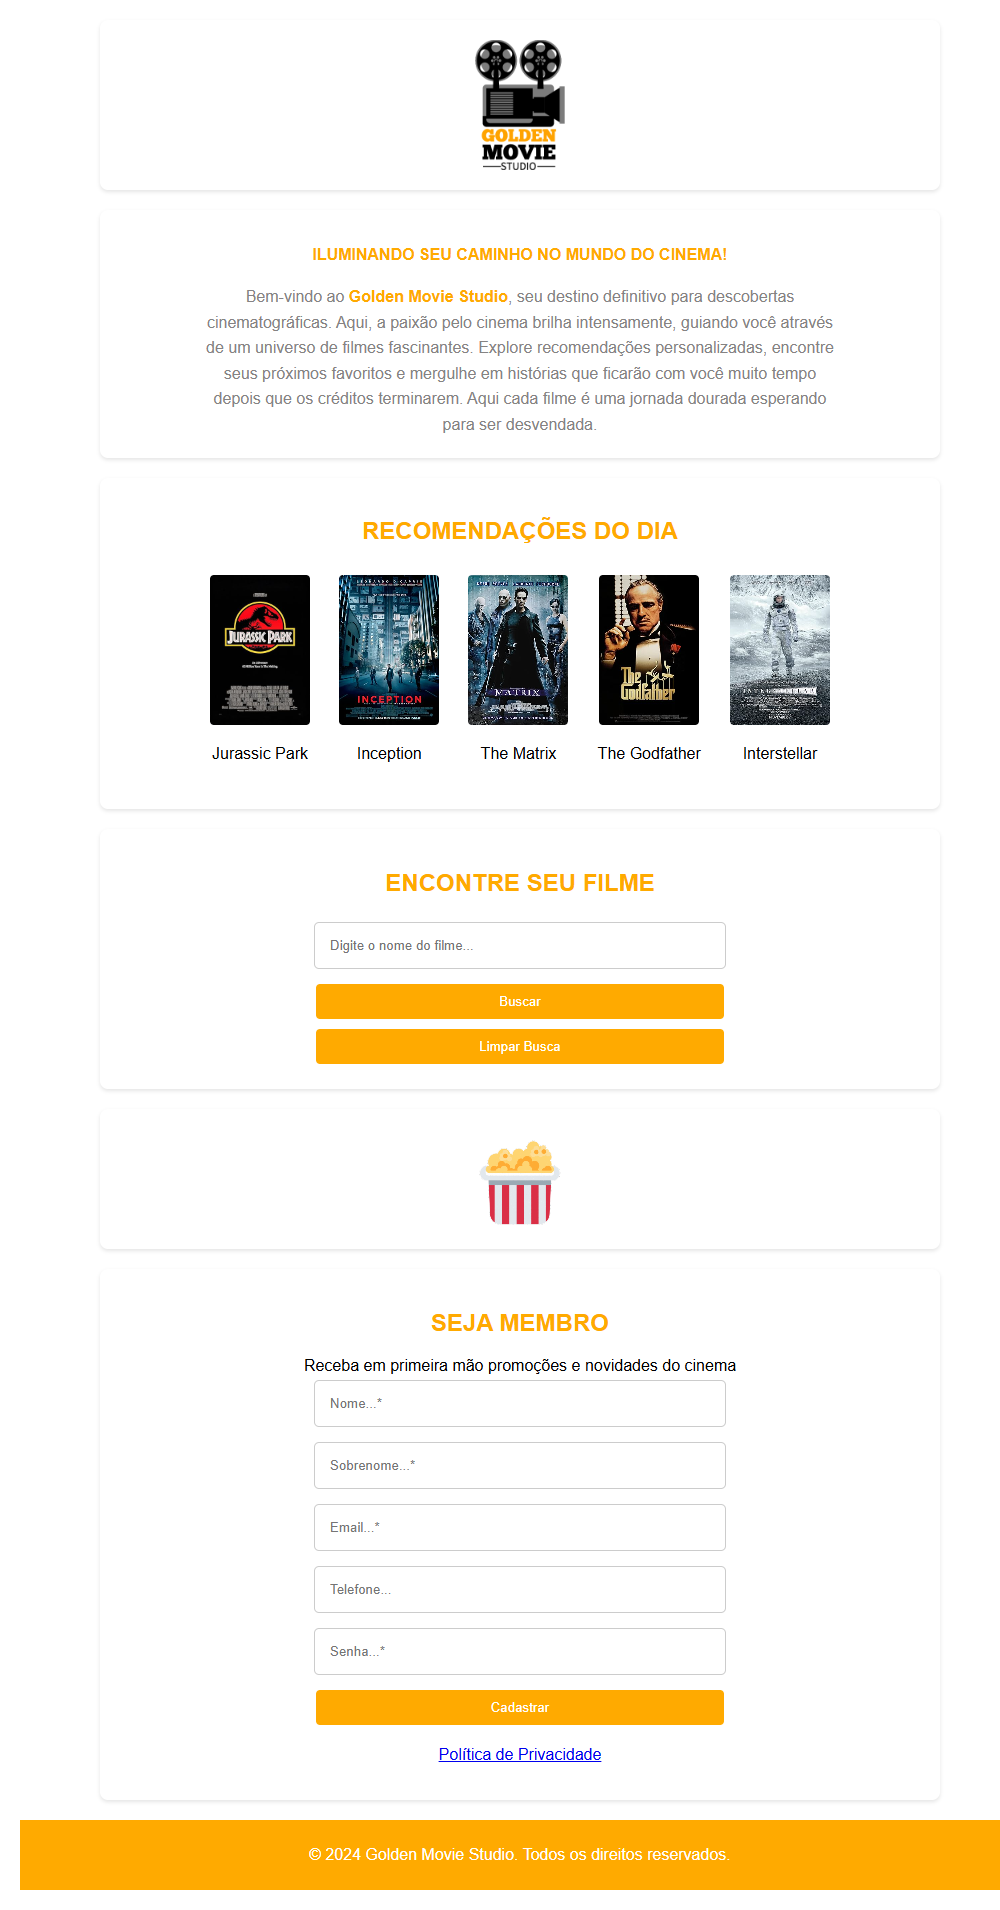 GOLDEN
MOVIE
STUDIO
ILUMINANDO SEU CAMINHO NO MUNDO DO CINEMA!
Bem-vindo ao Golden Movie Studio, seu destino definitivo para descobertas
cinematográficas. Aqui, a paixão pelo cinema brilha intensamente, guiando você através
de um universo de filmes fascinantes. Explore recomendações personalizadas, encontre
seus próximos favoritos e mergulhe em histórias que ficarão com você muito tempo
depois que os créditos terminarem. Aqui cada filme é uma jornada dourada esperando
para ser desvendada.
RECOMENDAÇÕES DO DIA
JURASSIC PARK
INCEPTION
MATRIX
The Godfather
INTERSTELLAR
Jurassic Park
Inception
The Matrix
The Godfather
Interstellar
ENCONTRE SEU FILME
Digite o nome do filme...
Buscar
Limpar Busca
SEJA MEMBRO
Receba em primeira mão promoções e novidades do cinema
Nome...*
Sobrenome...*
Email...*
Telefone...
Senha...*
Cadastrar
Política de Privacidade
© 2024 Golden Movie Studio. Todos os direitos reservados.